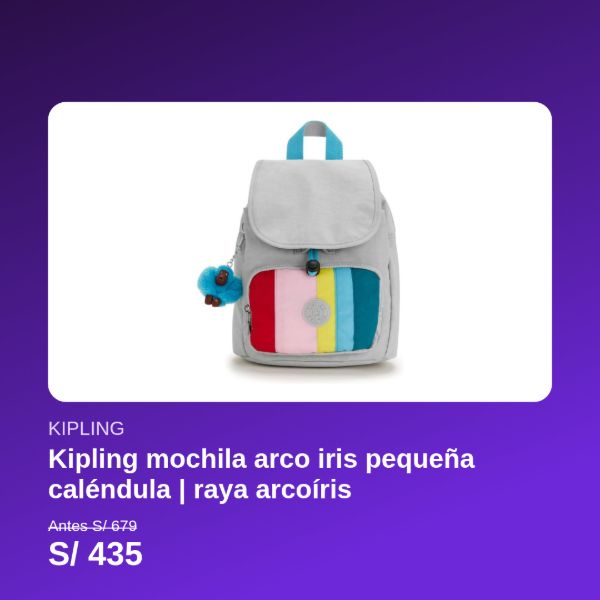 KIPLING
Kipling mochila arco iris pequeña
caléndula | raya arcoíris
Antes S/ 679
S/ 435